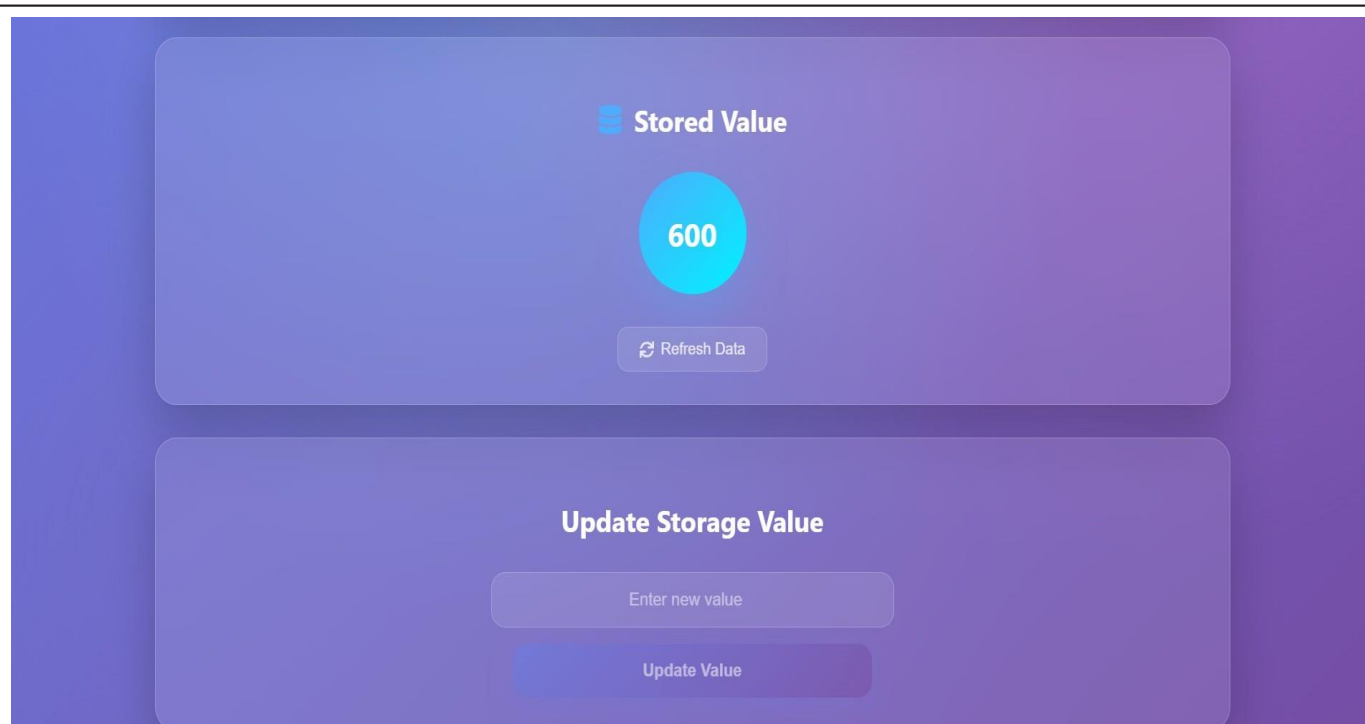 Stored Value
600
Refresh Data
Update Storage Value
Enter new value
Update Value